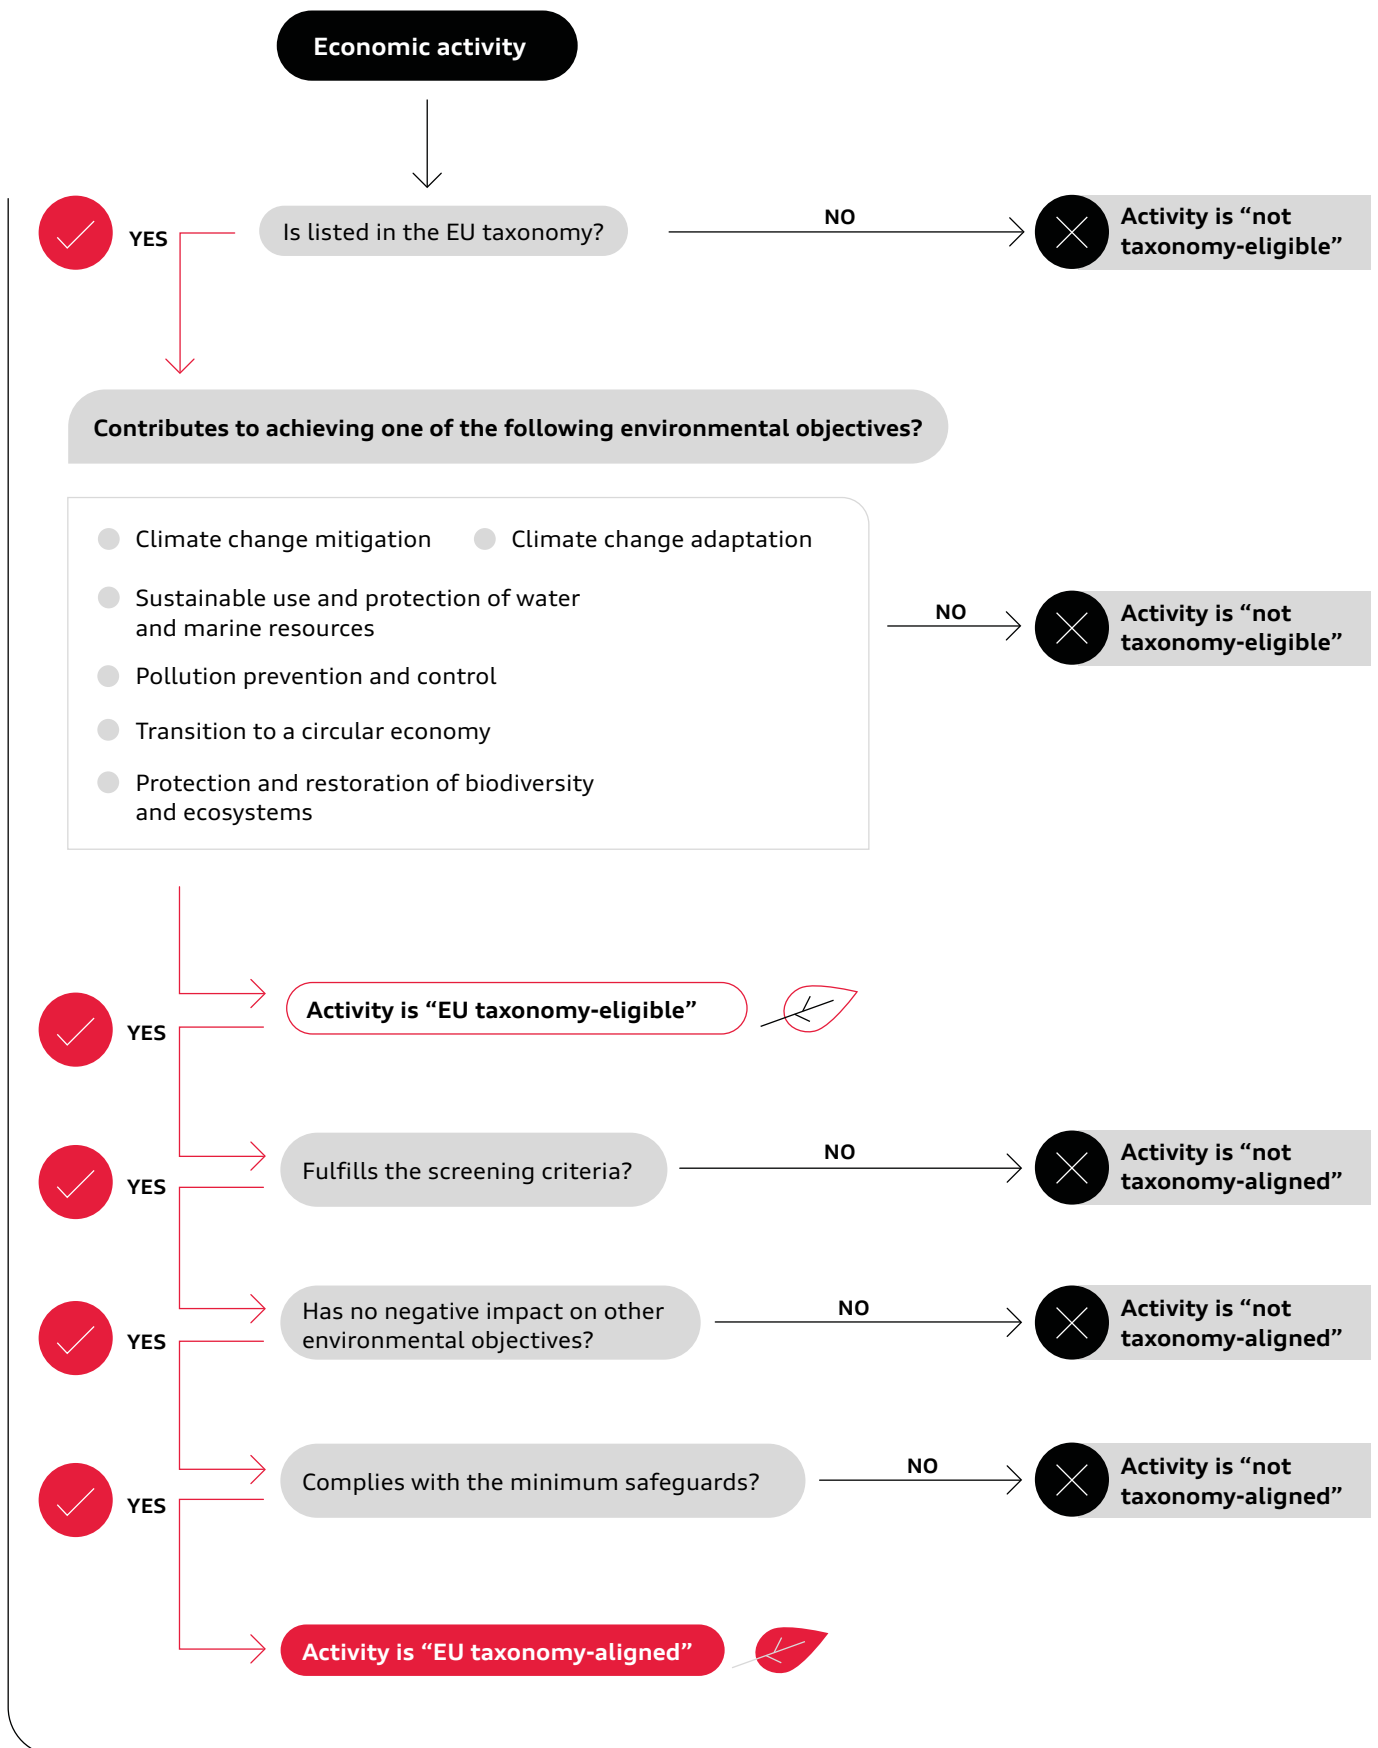 Economic activity
YES
Is listed in the EU taxonomy?
NO
Activity is “not
taxonomy-eligible”
Contributes to achieving one of the following environmental objectives?
Climate change mitigation
Climate change adaptation
Sustainable use and protection of water
and marine resources
Pollution prevention and control
Transition to a circular economy
Protection and restoration of biodiversity
and ecosystems
NO
Activity is “not
taxonomy-eligible”
YES
Activity is “EU taxonomy-eligible”
YES
Fulfills the screening criteria?
NO
Activity is “not
taxonomy-aligned”
YES
Has no negative impact on other
environmental objectives?
NO
Activity is “not
taxonomy-aligned”
YES
Complies with the minimum safeguards?
NO
Activity is “not
taxonomy-aligned”
Activity is “EU taxonomy-aligned”